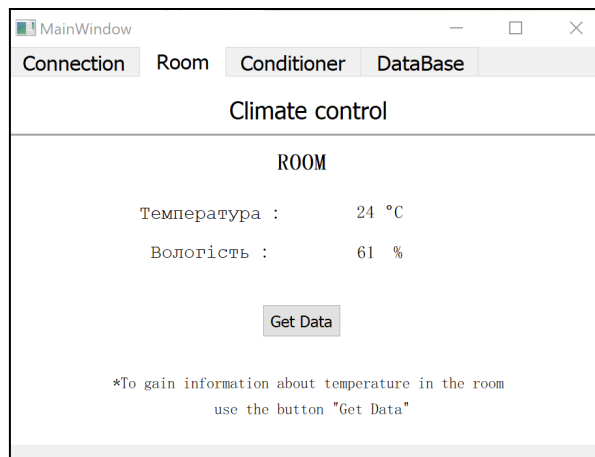 MainWindow
Connection Room Conditioner DataBase
Climate control
ROOM
Температура : 24 °C
Вологість : 61 %
Get Data
*To gain information about temperature in the room
use the button "Get Data"